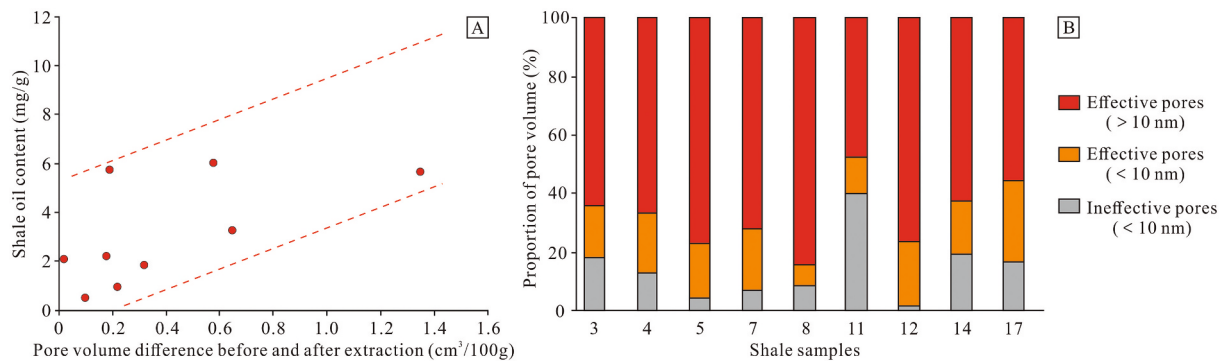 A
Shale oil content (mg/g)
12
10
8
6
4
2
0
0 0.2 0.4 0.6 0.8 1.0 1.2 1.4 1.6
Pore volume difference before and after extraction (cm³/100g)
B
Proportion of pore volume (%)
100
80
60
40
20
0
3 4 5 7 8 11 12 14 17
Shale samples
Effective pores
( > 10 nm)
Effective pores
( < 10 nm)
Ineffective pores
( < 10 nm)